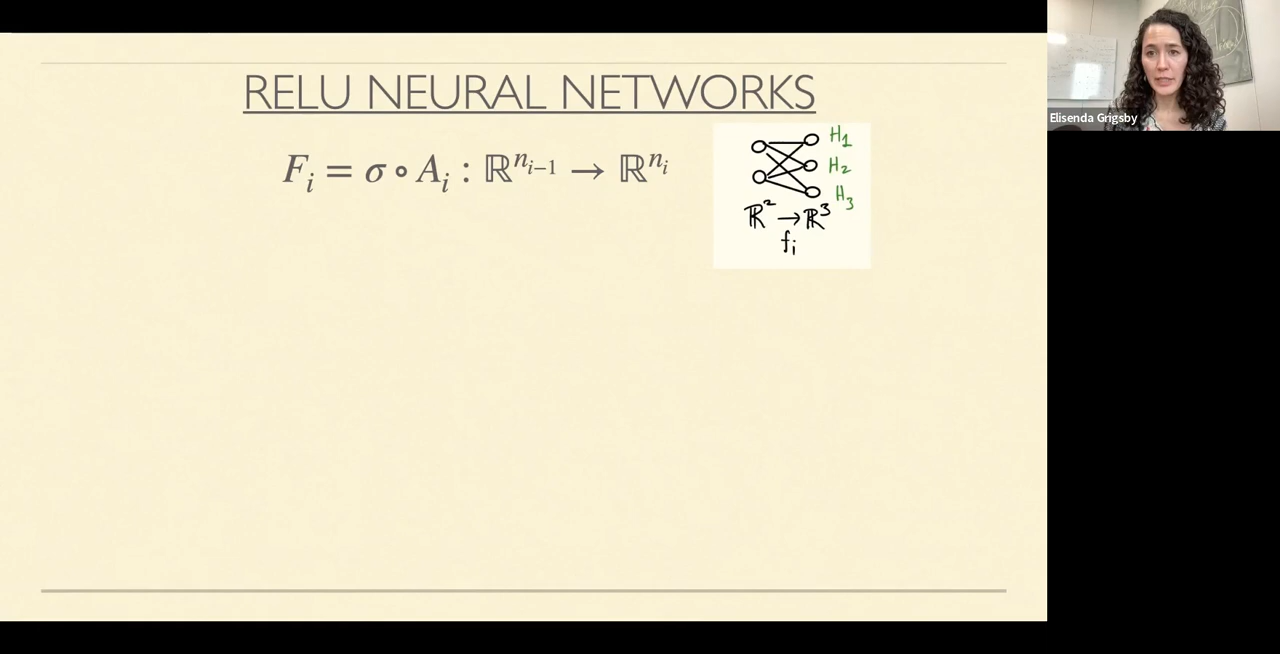 RELU NEURAL NETWORKS
F_i = σ ∘ A_i : ℝ^{n_{i−1}} → ℝ^{n_i}
H_1
H_2
H_3
ℝ^2 → ℝ^3
f_i
Elisenda Grigsby